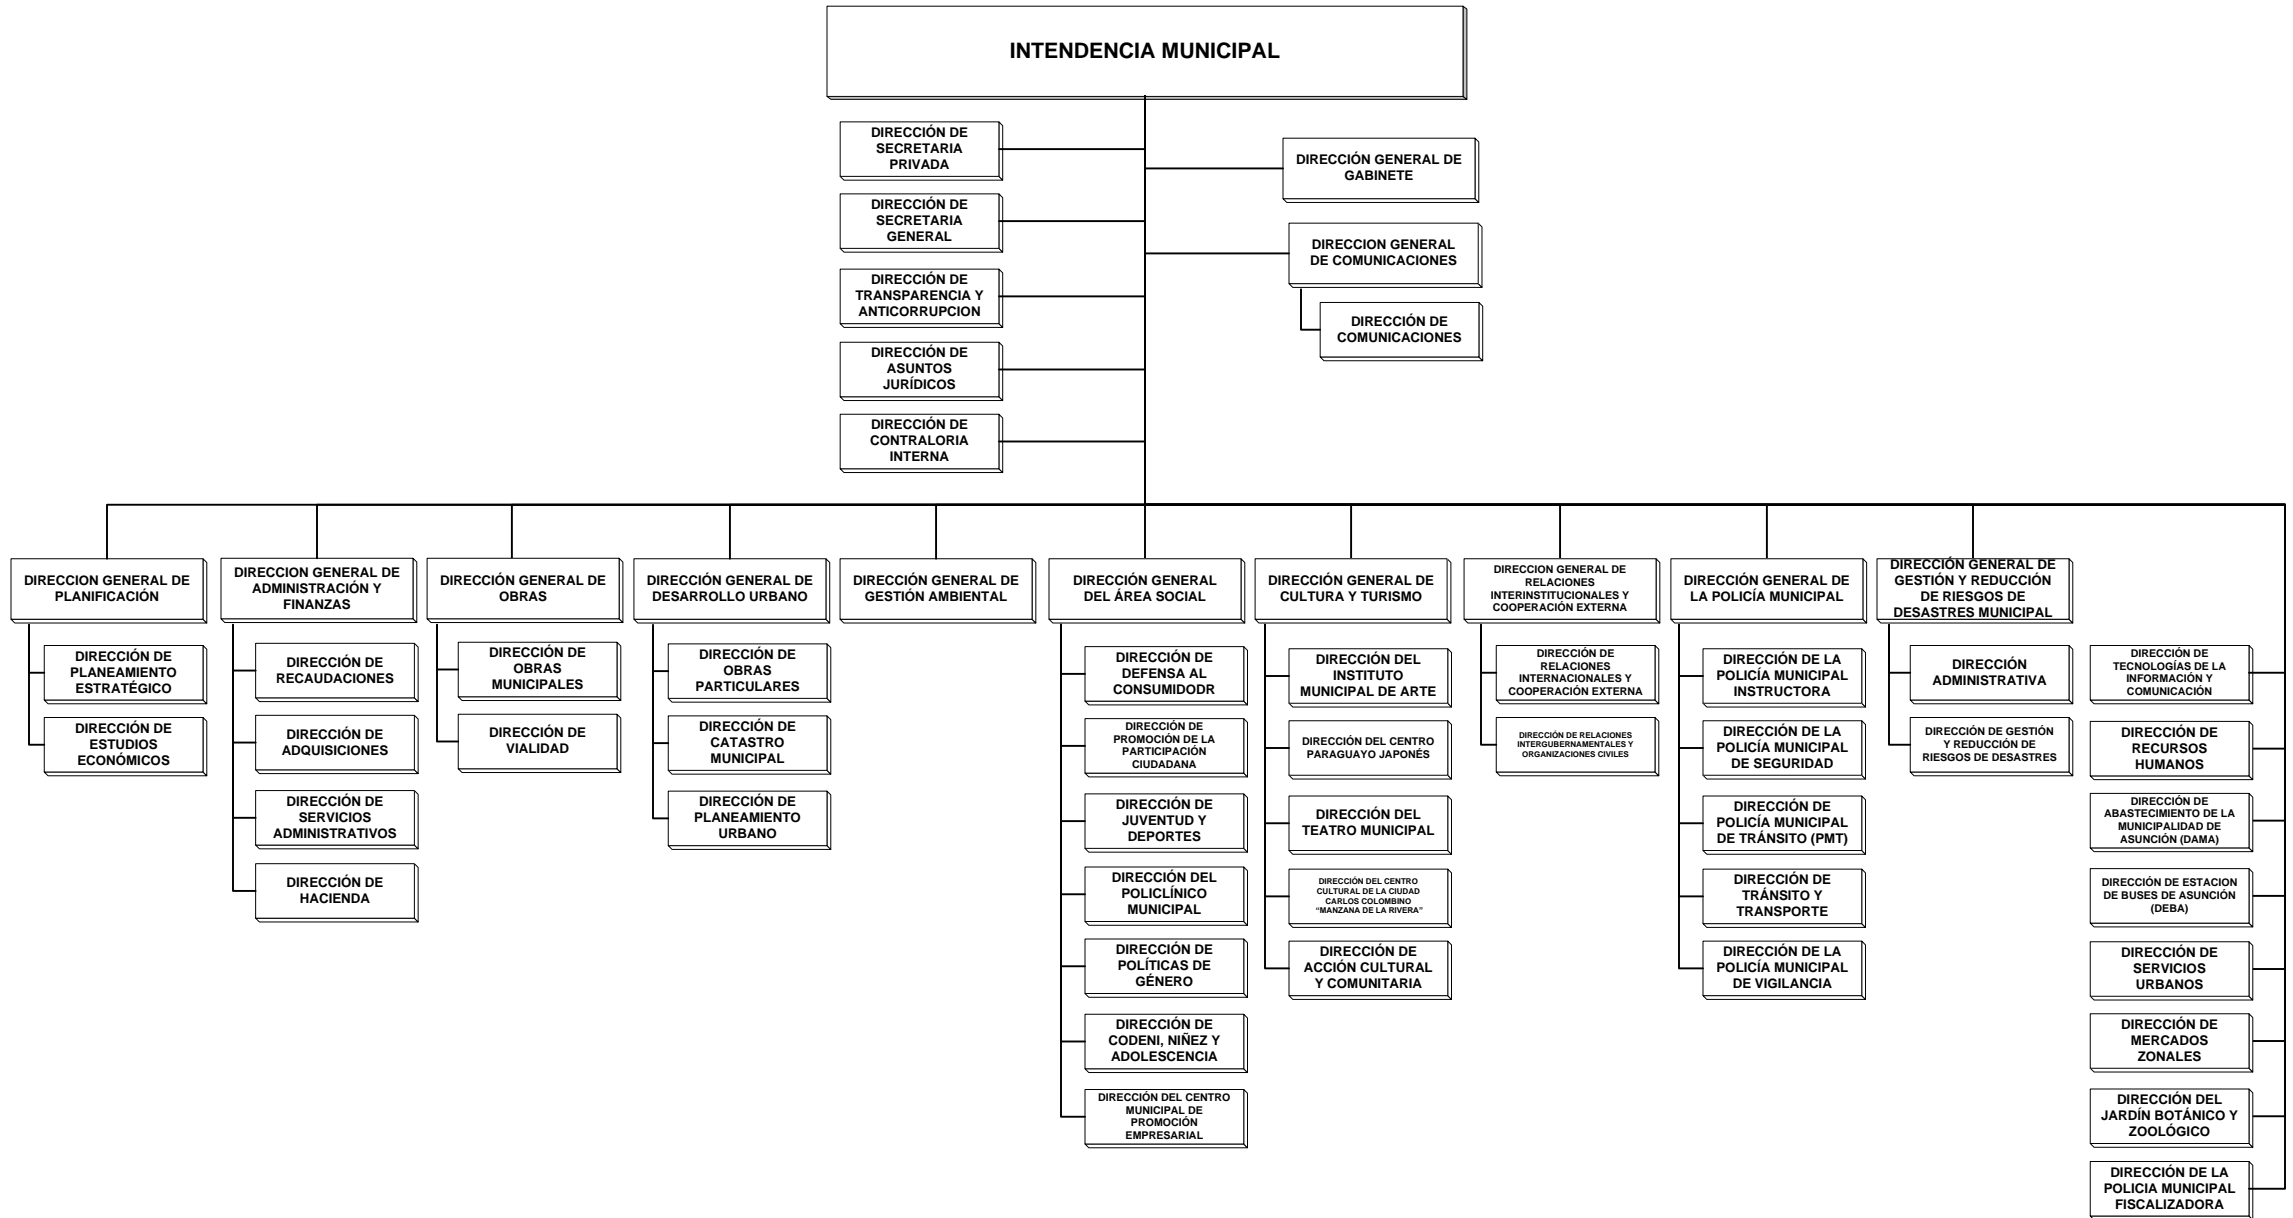 INTENDENCIA MUNICIPAL
DIRECCIÓN DE
SECRETARIA
PRIVADA
DIRECCIÓN GENERAL DE
GABINETE
DIRECCIÓN DE
SECRETARIA
GENERAL
DIRECCION GENERAL
DE COMUNICACIONES
DIRECCIÓN DE
TRANSPARENCIA Y
ANTICORRUPCION
DIRECCIÓN DE
COMUNICACIONES
DIRECCIÓN DE
ASUNTOS
JURÍDICOS
DIRECCIÓN DE
CONTRALORIA
INTERNA
DIRECCION GENERAL DE
PLANIFICACIÓN
DIRECCIÓN DE
PLANEAMIENTO
ESTRATÉGICO
DIRECCIÓN DE
ESTUDIOS
ECONÓMICOS
DIRECCION GENERAL DE
ADMINISTRACIÓN Y
FINANZAS
DIRECCIÓN DE
RECAUDACIONES
DIRECCIÓN DE
ADQUISICIONES
DIRECCIÓN DE
SERVICIOS
ADMINISTRATIVOS
DIRECCIÓN DE
HACIENDA
DIRECCIÓN GENERAL DE
OBRAS
DIRECCIÓN DE
OBRAS
MUNICIPALES
DIRECCIÓN DE
VIALIDAD
DIRECCIÓN GENERAL DE
DESARROLLO URBANO
DIRECCIÓN DE
OBRAS
PARTICULARES
DIRECCIÓN DE
CATASTRO
MUNICIPAL
DIRECCIÓN DE
PLANEAMIENTO
URBANO
DIRECCIÓN GENERAL DE
GESTIÓN AMBIENTAL
DIRECCIÓN GENERAL
DEL ÁREA SOCIAL
DIRECCIÓN DE
DEFENSA AL
CONSUMIDODR
DIRECCIÓN DE
PROMOCIÓN DE LA
PARTICIPACIÓN
CIUDADANA
DIRECCIÓN DE
JUVENTUD Y
DEPORTES
DIRECCIÓN DEL
POLICLÍNICO
MUNICIPAL
DIRECCIÓN DE
POLÍTICAS DE
GÉNERO
DIRECCIÓN DE
CODENI, NIÑEZ Y
ADOLESCENCIA
DIRECCIÓN DEL CENTRO
MUNICIPAL DE
PROMOCIÓN
EMPRESARIAL
DIRECCIÓN GENERAL DE
CULTURA Y TURISMO
DIRECCIÓN DEL
INSTITUTO
MUNICIPAL DE ARTE
DIRECCIÓN DEL CENTRO
PARAGUAYO JAPONÉS
DIRECCIÓN DEL
TEATRO MUNICIPAL
DIRECCIÓN DEL CENTRO
CULTURAL DE LA CIUDAD
CARLOS COLOMBINO
“MANZANA DE LA RIVERA”
DIRECCIÓN DE
ACCIÓN CULTURAL
Y COMUNITARIA
DIRECCION GENERAL DE
RELACIONES
INTERINSTITUCIONALES Y
COOPERACIÓN EXTERNA
DIRECCIÓN DE
RELACIONES
INTERNACIONALES Y
COOPERACIÓN EXTERNA
DIRECCIÓN DE RELACIONES
INTERGUBERNAMENTALES Y
ORGANIZACIONES CIVILES
DIRECCIÓN GENERAL DE
LA POLICÍA MUNICIPAL
DIRECCIÓN DE LA
POLICÍA MUNICIPAL
INSTRUCTORA
DIRECCIÓN DE LA
POLICÍA MUNICIPAL
DE SEGURIDAD
DIRECCIÓN DE
POLICÍA MUNICIPAL
DE TRÁNSITO (PMT)
DIRECCIÓN DE
TRÁNSITO Y
TRANSPORTE
DIRECCIÓN DE LA
POLICÍA MUNICIPAL
DE VIGILANCIA
DIRECCIÓN GENERAL DE
GESTIÓN Y REDUCCIÓN
DE RIESGOS DE
DESASTRES MUNICIPAL
DIRECCIÓN
ADMINISTRATIVA
DIRECCIÓN DE GESTIÓN
Y REDUCCIÓN DE
RIESGOS DE DESASTRES
DIRECCIÓN DE
TECNOLOGÍAS DE LA
INFORMACIÓN Y
COMUNICACIÓN
DIRECCIÓN DE
RECURSOS
HUMANOS
DIRECCIÓN DE
ABASTECIMIENTO DE LA
MUNICIPALIDAD DE
ASUNCIÓN (DAMA)
DIRECCIÓN DE ESTACION
DE BUSES DE ASUNCIÓN
(DEBA)
DIRECCIÓN DE
SERVICIOS
URBANOS
DIRECCIÓN DE
MERCADOS
ZONALES
DIRECCIÓN DEL
JARDÍN BOTÁNICO Y
ZOOLÓGICO
DIRECCIÓN DE LA
POLICIA MUNICIPAL
FISCALIZADORA